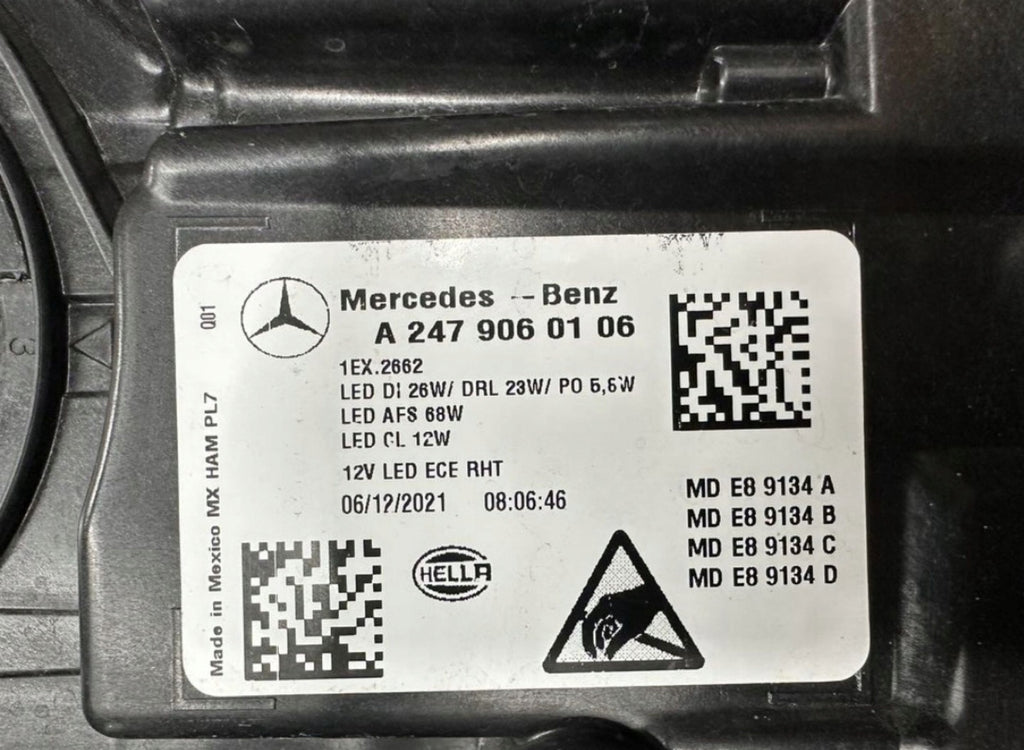 Mercedes--Benz
A 247 906 01 06
1EX.2662
LED DI 26W/ DRL 23W/ PO 5,6W
LED AFS 68W
LED CL 12W
12V LED ECE RHT
06/12/2021 08:06:46
MD E8 9134 A
MD E8 9134 B
MD E8 9134 C
MD E8 9134 D
HELLA
Made in Mexico MX HAM PL7 Q01
3